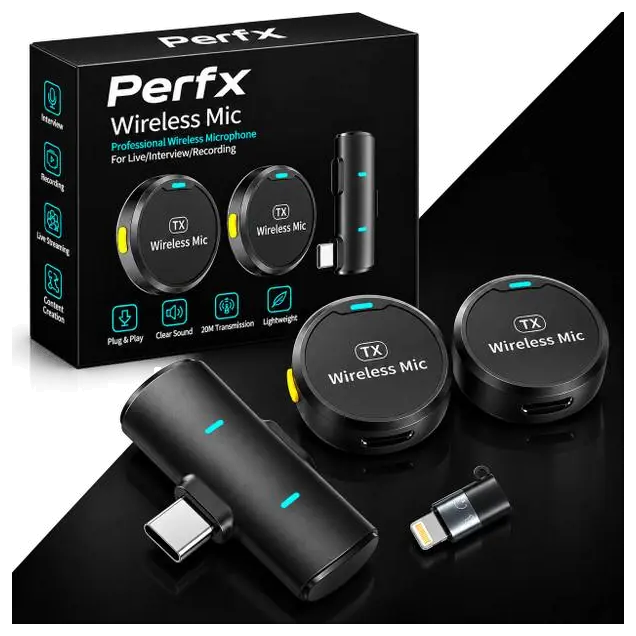 Perfx
Perfx
Wireless Mic
Professional Wireless Microphone
For Live/Interview/Recording
Interview
Recording
Live Streaming
Content
Creation
TX
Wireless Mic
TX
Wireless Mic
Plug & Play
Clear Sound
20M Transmission
Lightweight
TX
Wireless Mic
TX
Wireless Mic